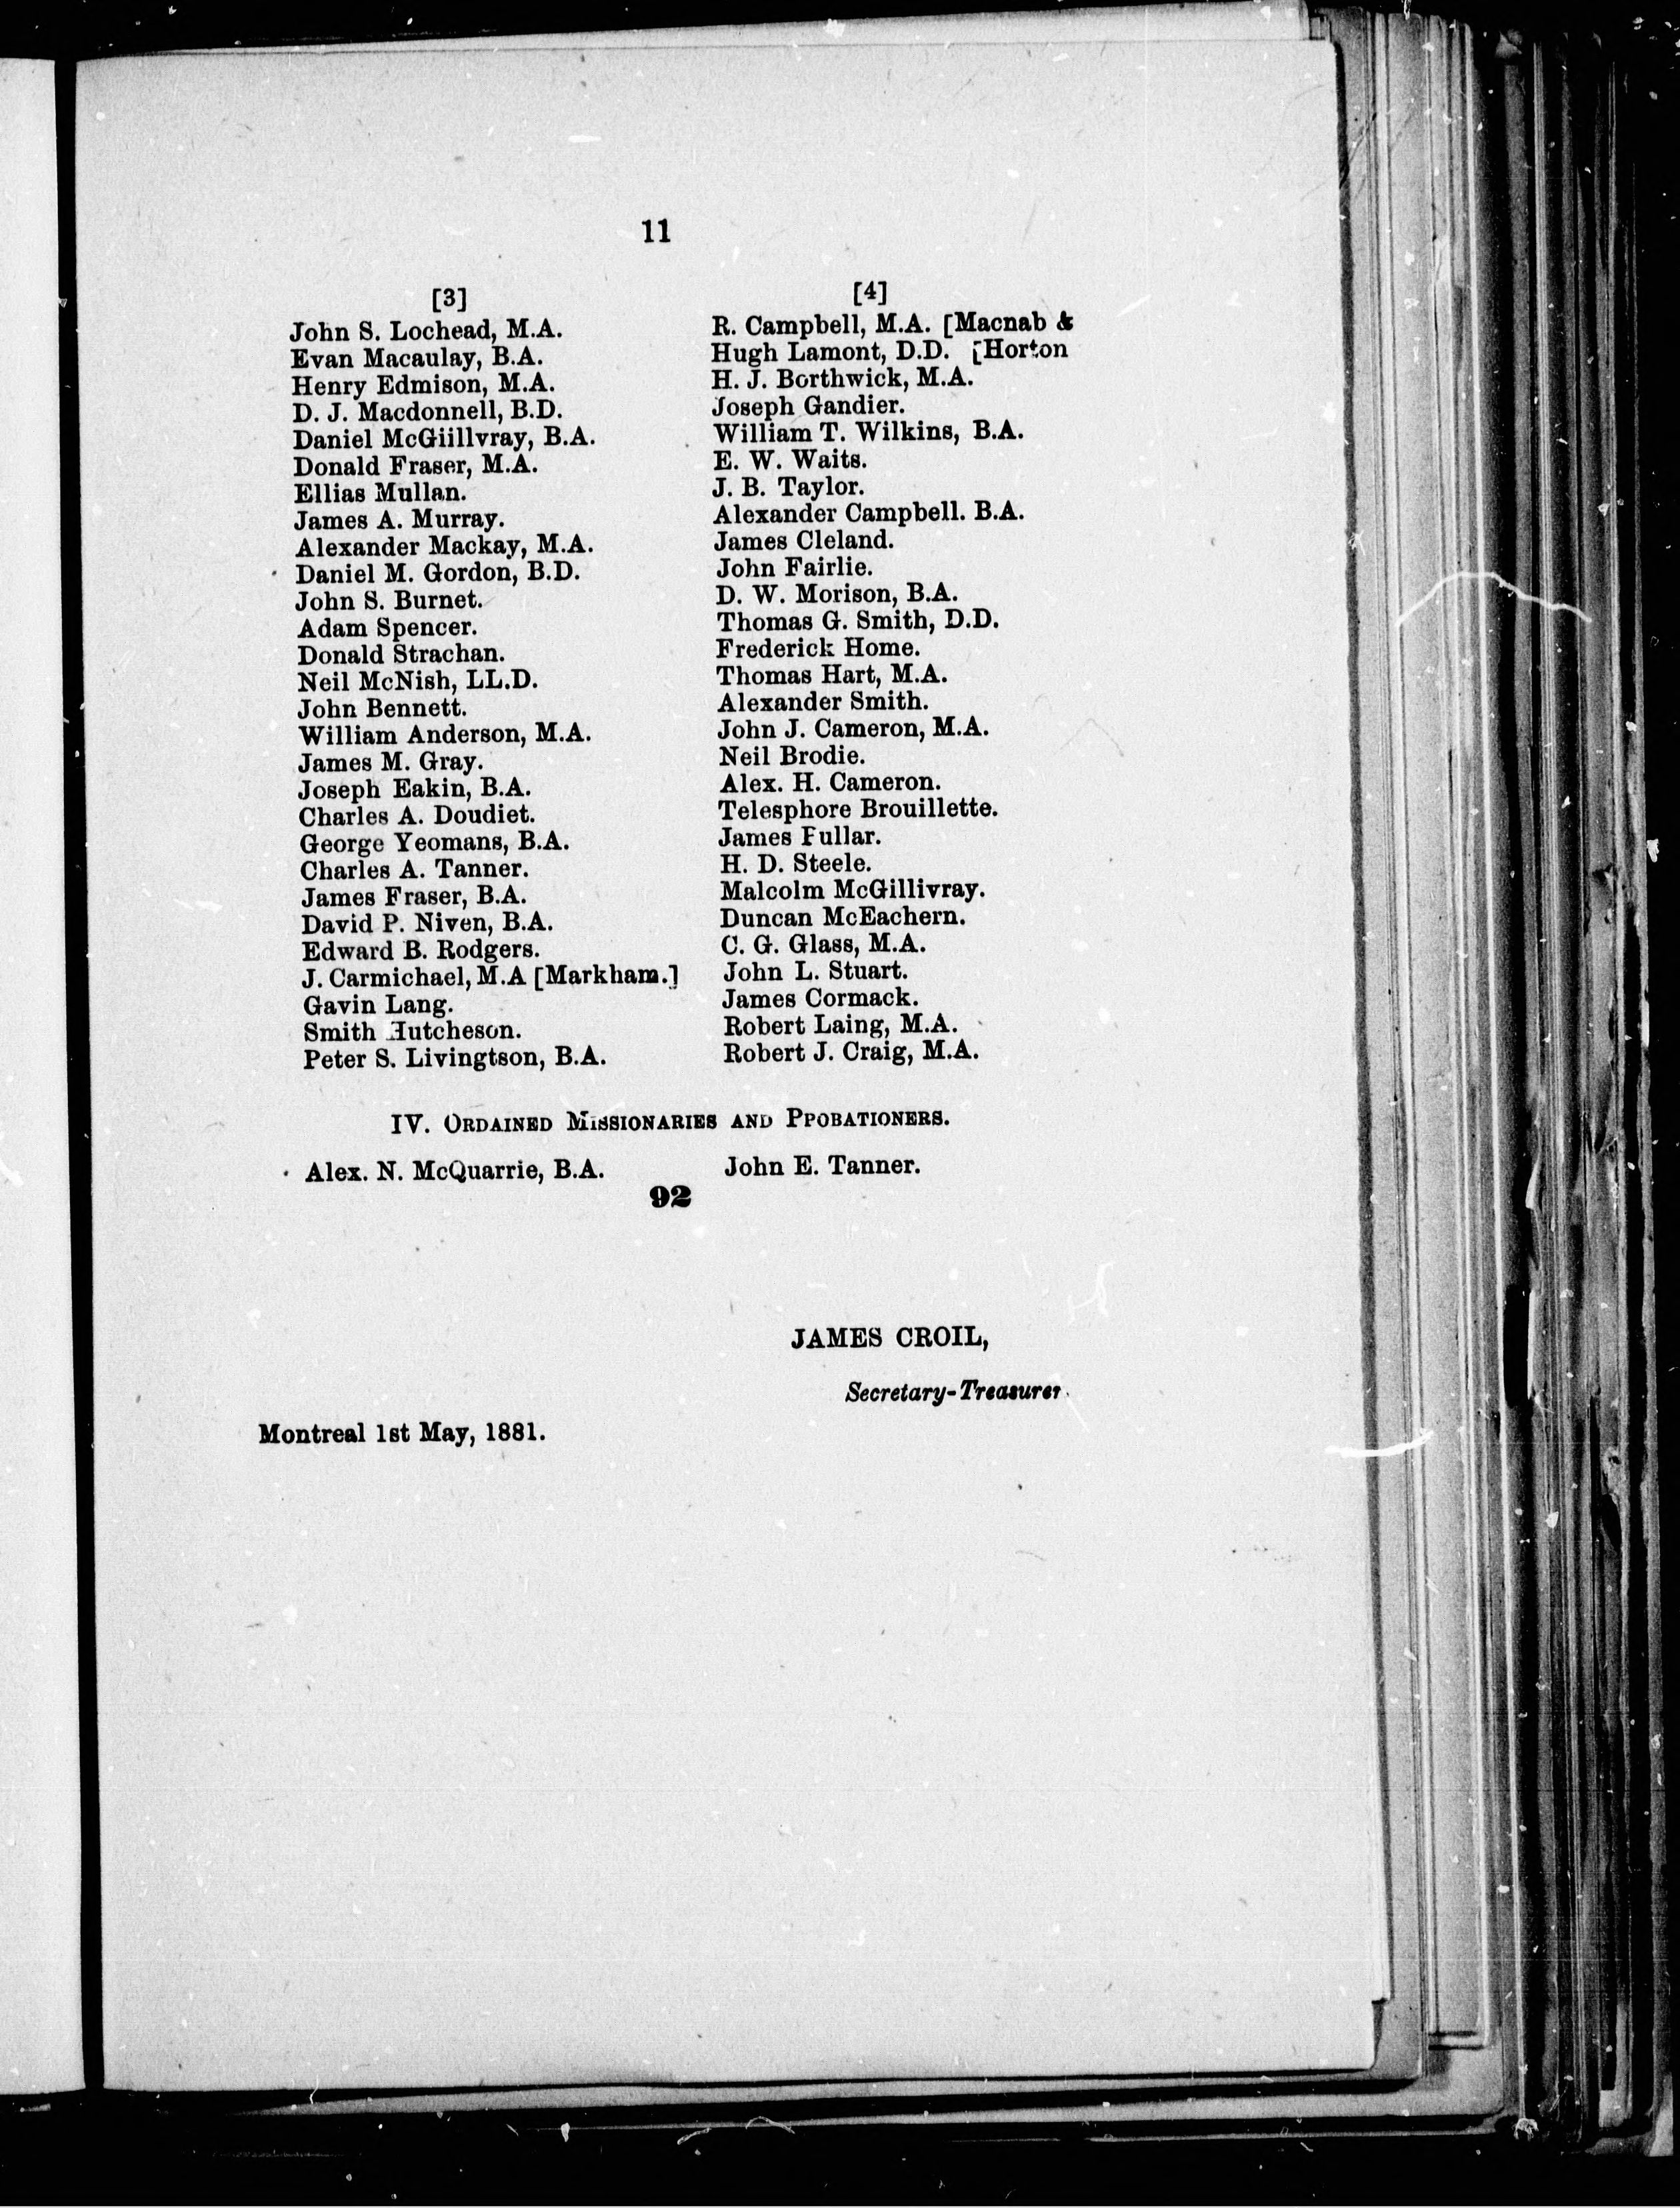 11
[3]
John S. Lochead, M.A.
Evan Macaulay, B.A.
Henry Edmison, M.A.
D. J. Macdonnell, B.D.
Daniel McGiillvray, B.A.
Donald Fraser, M.A.
Ellias Mullan.
James A. Murray.
Alexander Mackay, M.A.
Daniel M. Gordon, B.D.
John S. Burnet.
Adam Spencer.
Donald Strachan.
Neil McNish, LL.D.
John Bennett.
William Anderson, M.A.
James M. Gray.
Joseph Eakin, B.A.
Charles A. Doudiet.
George Yeomans, B.A.
Charles A. Tanner.
James Fraser, B.A.
David P. Niven, B.A.
Edward B. Rodgers.
J. Carmichael, M.A [Markham.]
Gavin Lang.
Smith Hutcheson.
Peter S. Livingtson, B.A.
[4]
R. Campbell, M.A. [Macnab &
Hugh Lamont, D.D. [Horton
H. J. Borthwick, M.A.
Joseph Gandier.
William T. Wilkins, B.A.
E. W. Waits.
J. B. Taylor.
Alexander Campbell. B.A.
James Cleland.
John Fairlie.
D. W. Morison, B.A.
Thomas G. Smith, D.D.
Frederick Home.
Thomas Hart, M.A.
Alexander Smith.
John J. Cameron, M.A.
Neil Brodie.
Alex. H. Cameron.
Telesphore Brouillette.
James Fullar.
H. D. Steele.
Malcolm McGillivray.
Duncan McEachern.
C. G. Glass, M.A.
John L. Stuart.
James Cormack.
Robert Laing, M.A.
Robert J. Craig, M.A.
IV. ORDAINED MISSIONARIES AND PPOBATIONERS.
Alex. N. McQuarrie, B.A. John E. Tanner.
92
JAMES CROIL,
Secretary-Treasurer.
Montreal 1st May, 1881.